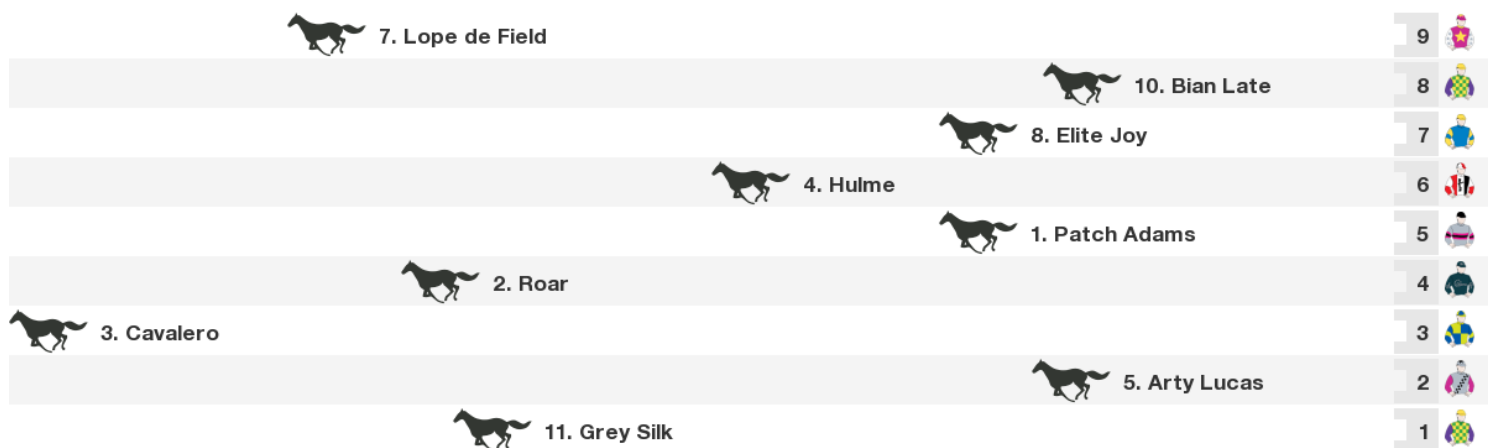 7. Lope de Field 9
10. Bian Late 8
8. Elite Joy 7
4. Hulme 6
1. Patch Adams 5
2. Roar 4
3. Cavalero 3
5. Arty Lucas 2
11. Grey Silk 1